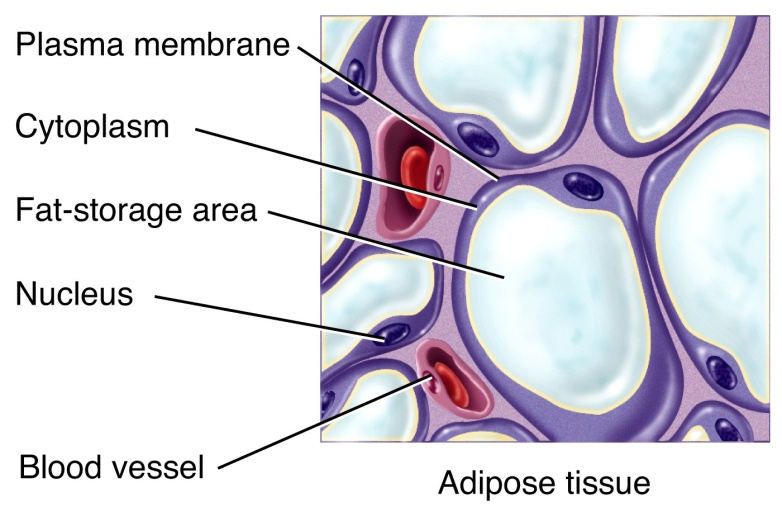 Plasma membrane
Cytoplasm
Fat-storage area
Nucleus
Blood vessel
Adipose tissue